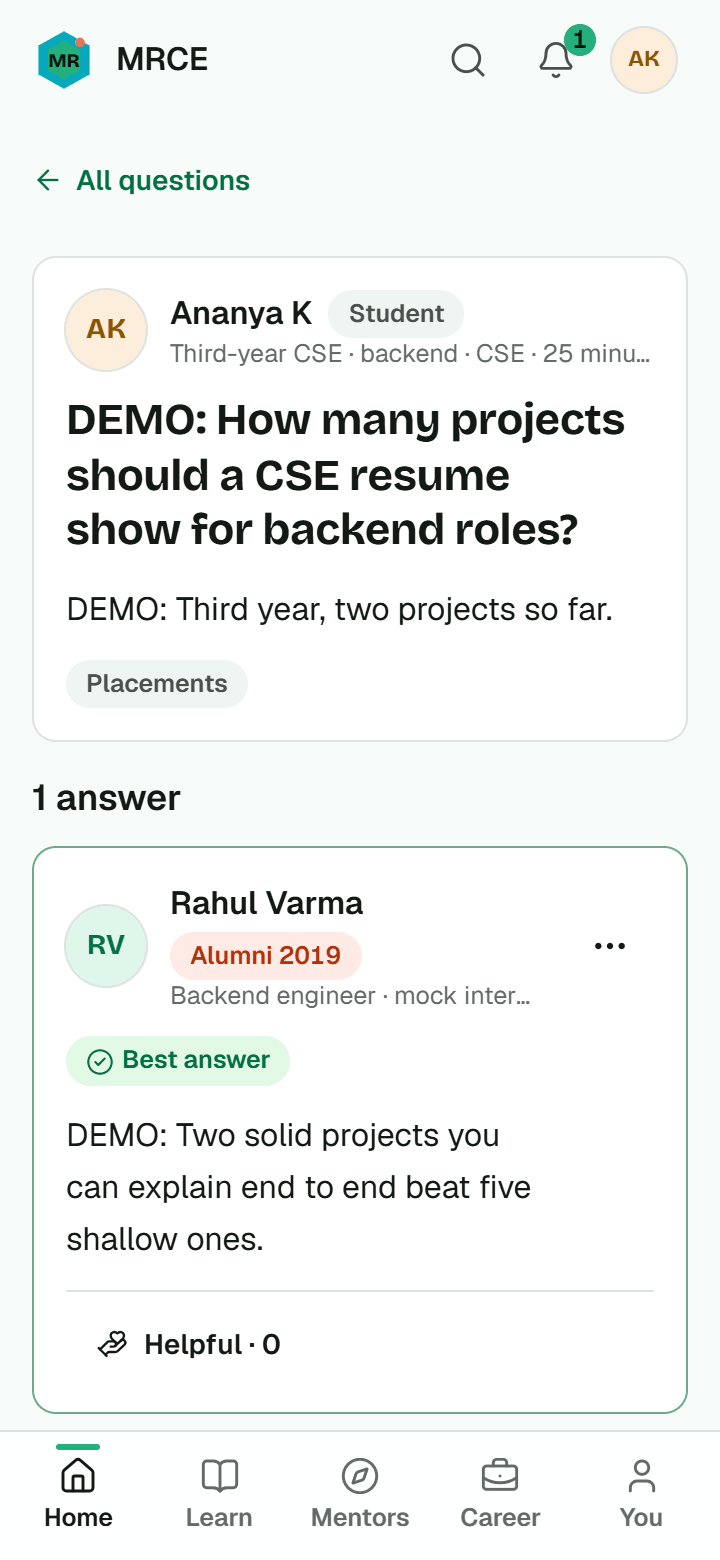 MR
MRCE
1
AK
All questions
AK
Ananya K
Student
Third-year CSE · backend · CSE · 25 minu…
DEMO: How many projects
should a CSE resume
show for backend roles?
DEMO: Third year, two projects so far.
Placements
1 answer
RV
Rahul Varma
Alumni 2019
Backend engineer · mock inter…
Best answer
DEMO: Two solid projects you
can explain end to end beat five
shallow ones.
Helpful · 0
Home
Learn
Mentors
Career
You